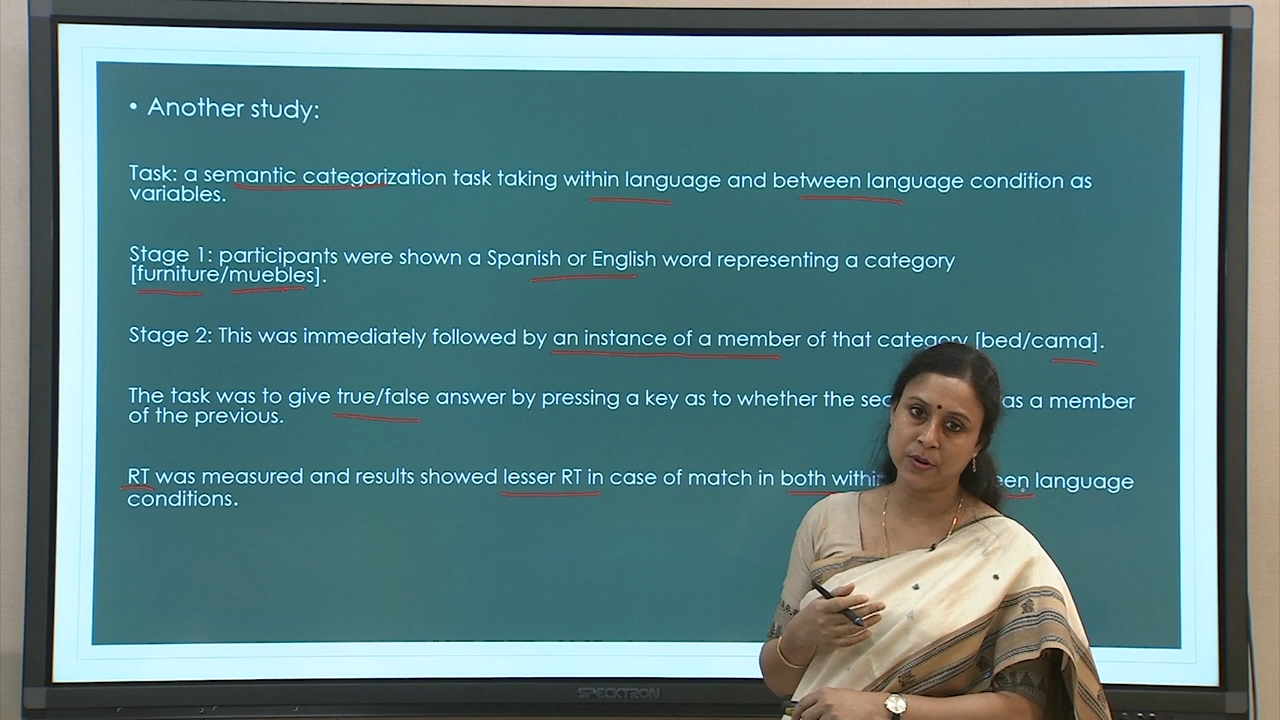 • Another study:
Task: a semantic categorization task taking within language and between language condition as
variables.
Stage 1: participants were shown a Spanish or English word representing a category
[furniture/muebles].
Stage 2: This was immediately followed by an instance of a member of that category [bed/cama].
The task was to give true/false answer by pressing a key as to whether the as a member
of the previous.
RT was measured and results showed lesser RT in case of match in both language
conditions.
SPECKTRON